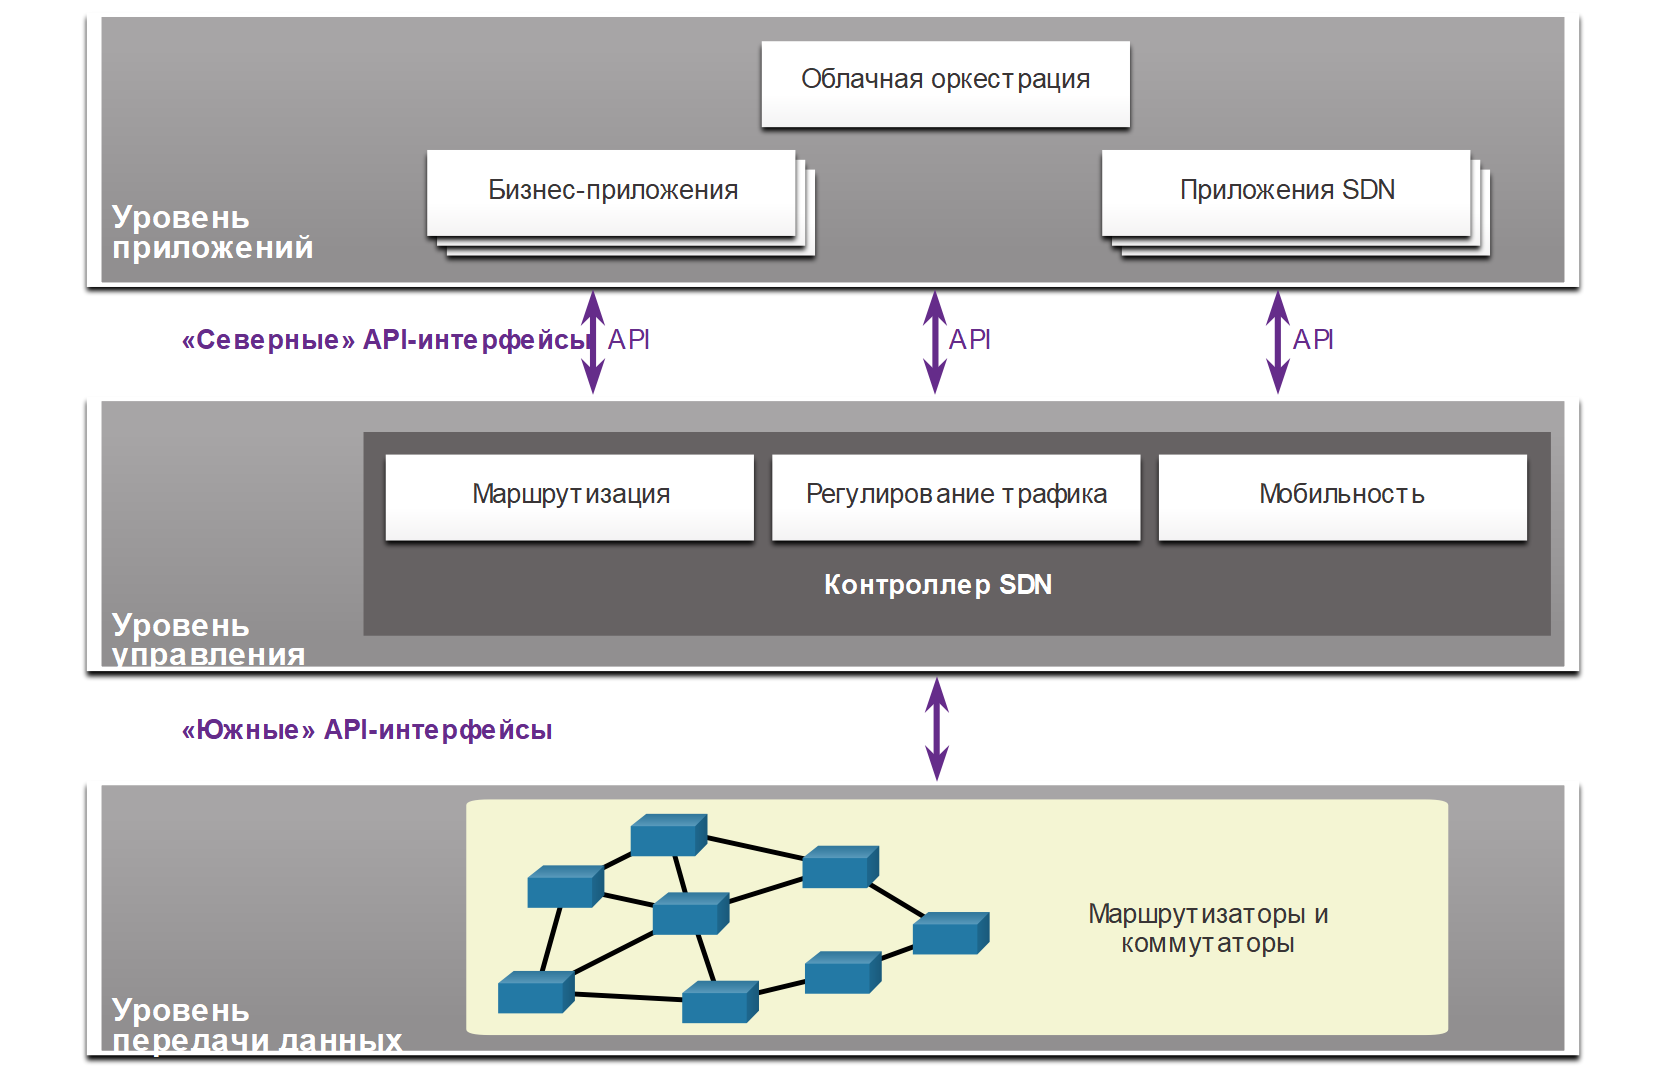 Облачная оркестрация
Бизнес-приложения
Приложения SDN
Уровень
приложений
«Северные» API-интерфейсы
API
API
API
Маршрутизация
Регулирование трафика
Мобильность
Контроллер SDN
Уровень
управления
«Южные» API-интерфейсы
Маршрутизаторы и
коммутаторы
Уровень
передачи данных